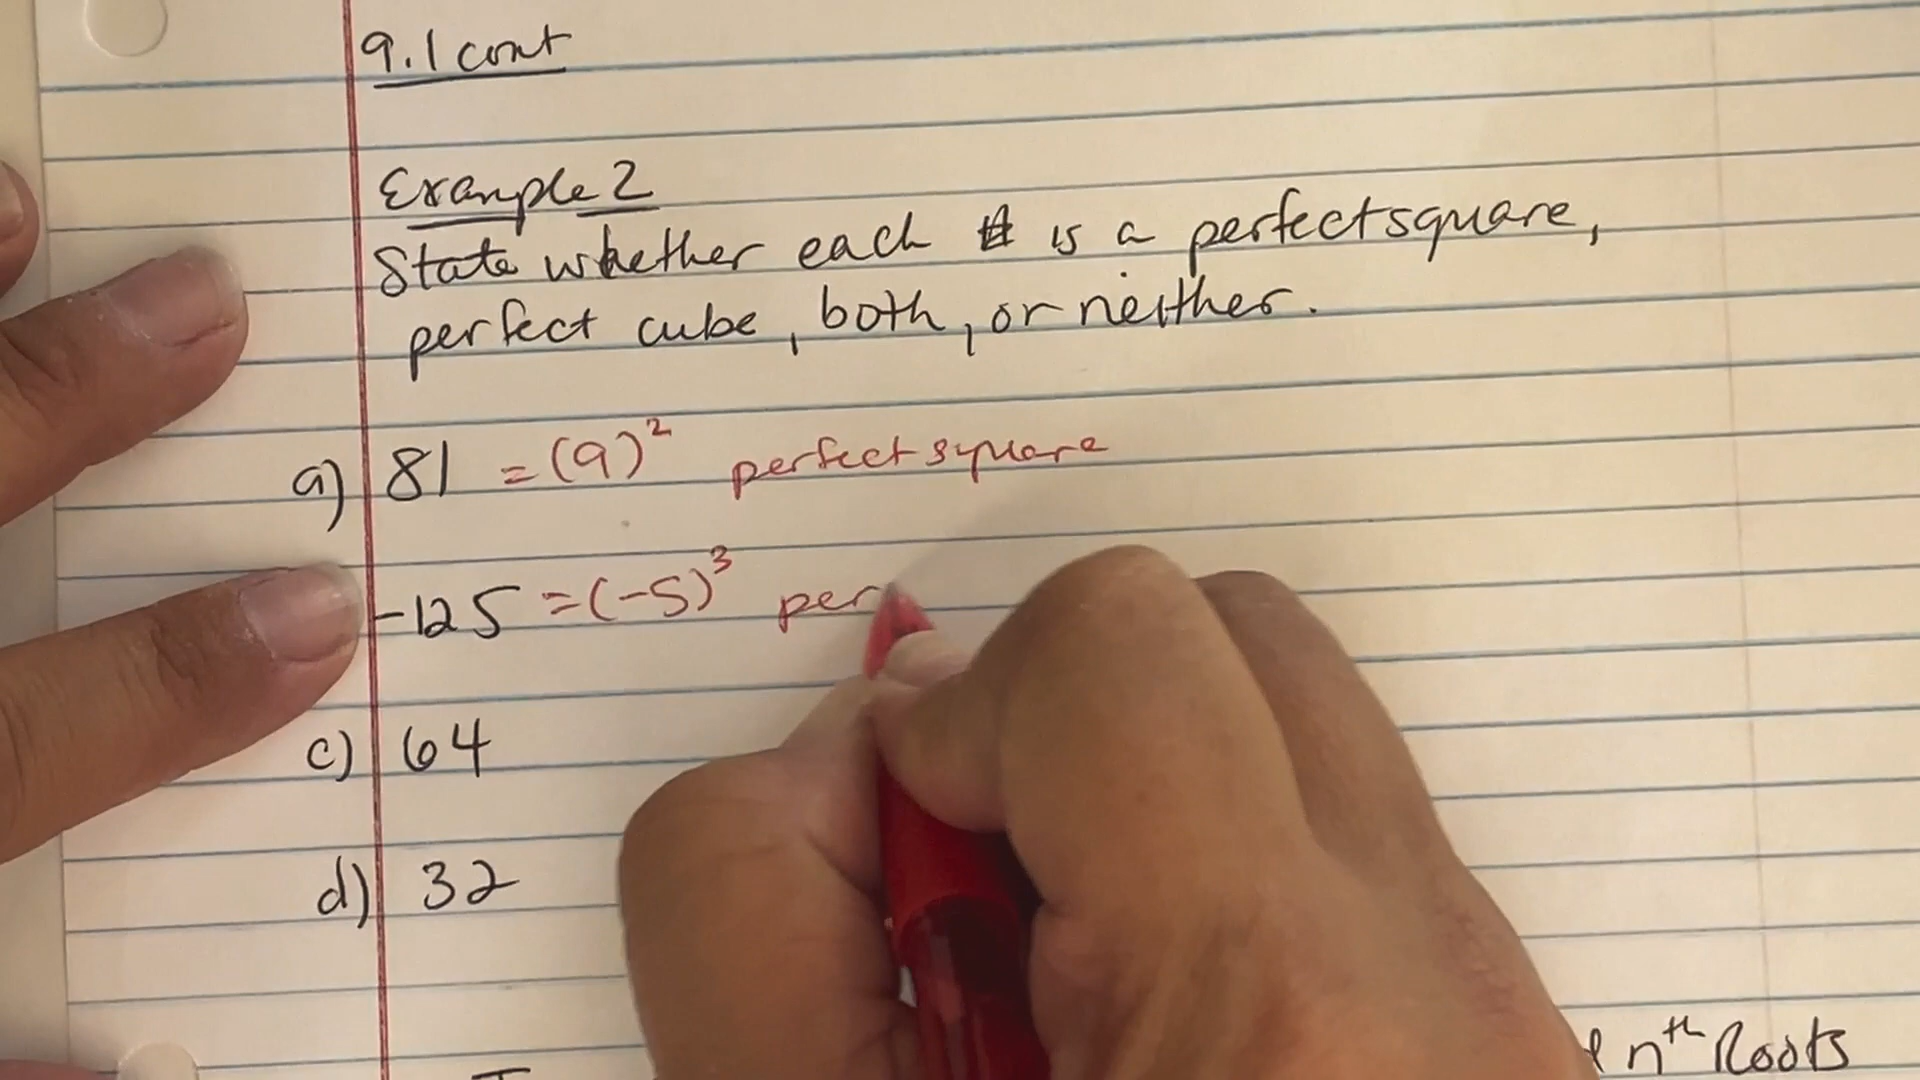 9.1 cont
Example 2
State whether each # is a perfect square,
perfect cube, both, or neither.
a) 81 = (9)² perfect square
-125 = (-5)³ per
c) 64
d) 32
nth Roots